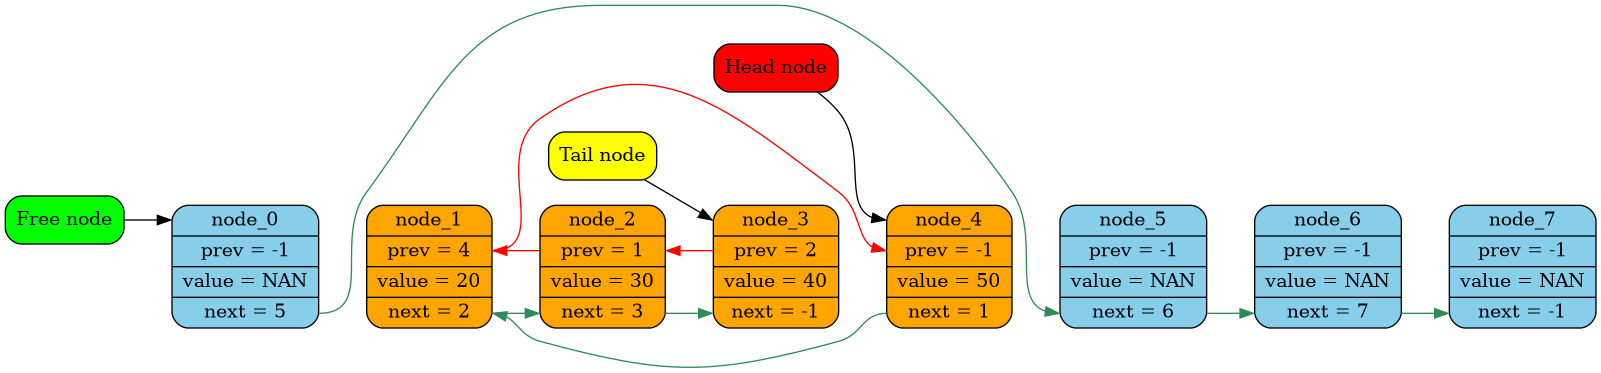 Head node
Tail node
Free node
node_0
prev = -1
value = NAN
next = 5
node_1
prev = 4
value = 20
next = 2
node_2
prev = 1
value = 30
next = 3
node_3
prev = 2
value = 40
next = -1
node_4
prev = -1
value = 50
next = 1
node_5
prev = -1
value = NAN
next = 6
node_6
prev = -1
value = NAN
next = 7
node_7
prev = -1
value = NAN
next = -1